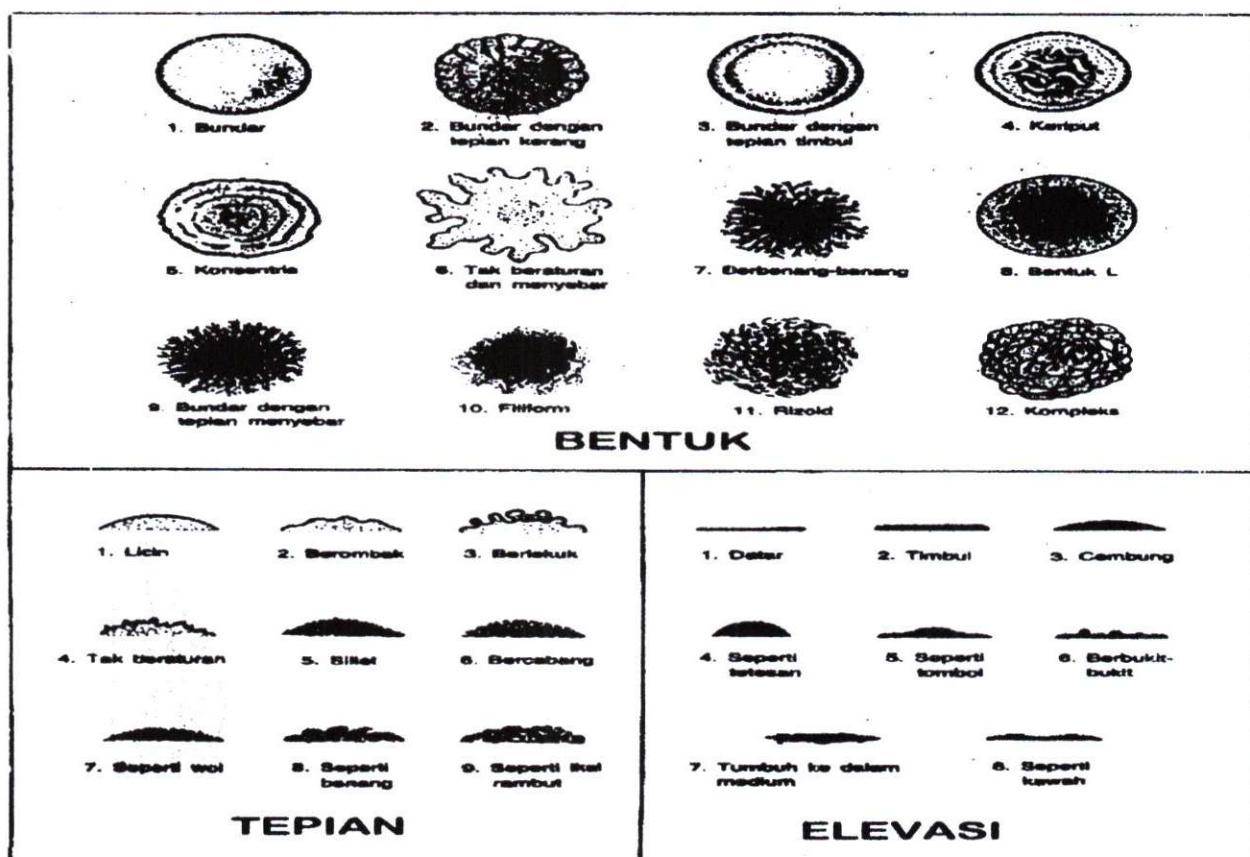 1. Bundar
2. Bundar dengan
tepian kerang
3. Bundar dengan
tepian timbul
4. Keriput
5. Konsentris
6. Tak beraturan
dan menyebar
7. Berbenang-benang
8. Bentuk L
9. Bundar dengan
tepian menyebar
10. Filiform
11. Rizoid
12. Kompleks
BENTUK
1. Licin
2. Berombak
3. Berlekuk
4. Tak beraturan
5. Siliat
6. Bercabang
7. Seperti wol
8. Seperti
benang
9. Seperti ikal
rambut
TEPIAN
1. Datar
2. Timbul
3. Cembung
4. Seperti
tetesan
5. Seperti
tombol
6. Berbukit-
bukit
7. Tumbuh ke dalam
medium
8. Seperti
kawah
ELEVASI